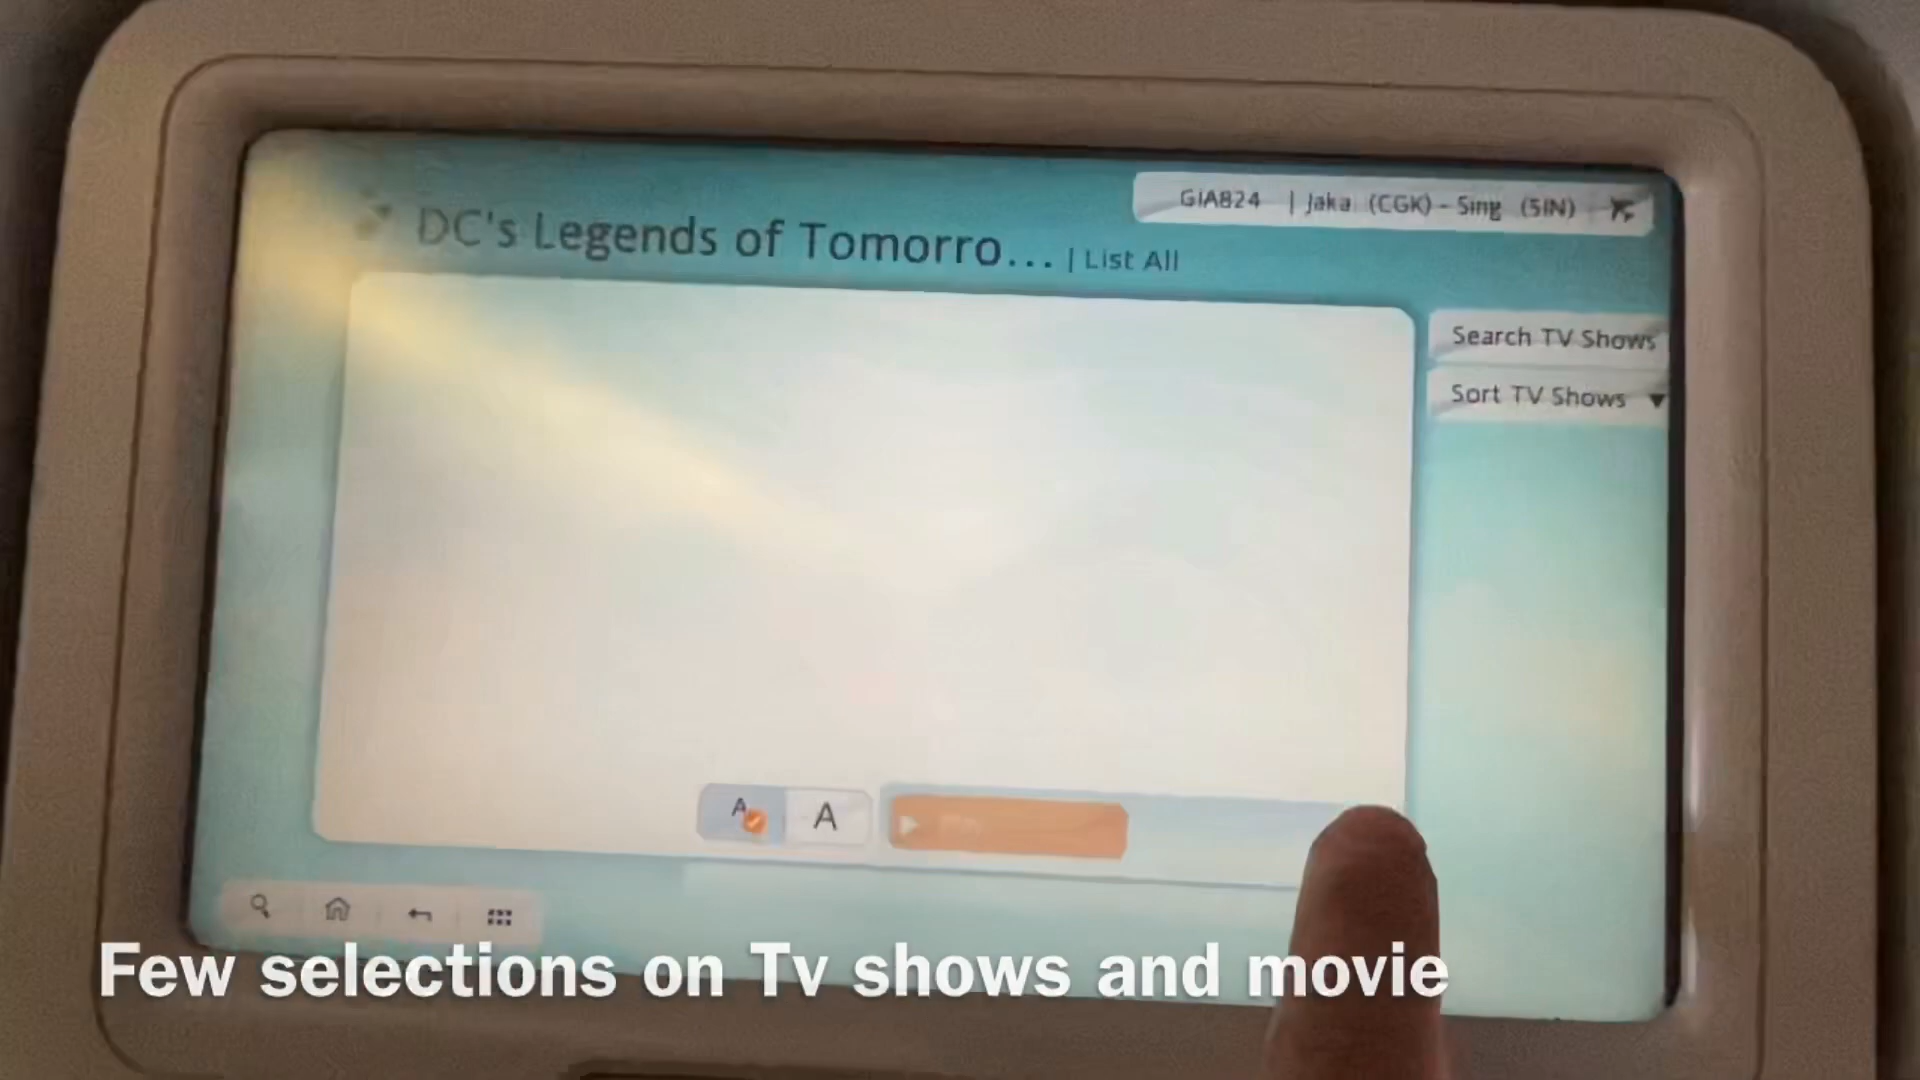 GIA824 | Jaka (CGK) - Sing (SIN)
DC's Legends of Tomorro... | List All
Search TV Shows
Sort TV Shows
A A
Few selections on Tv shows and movie